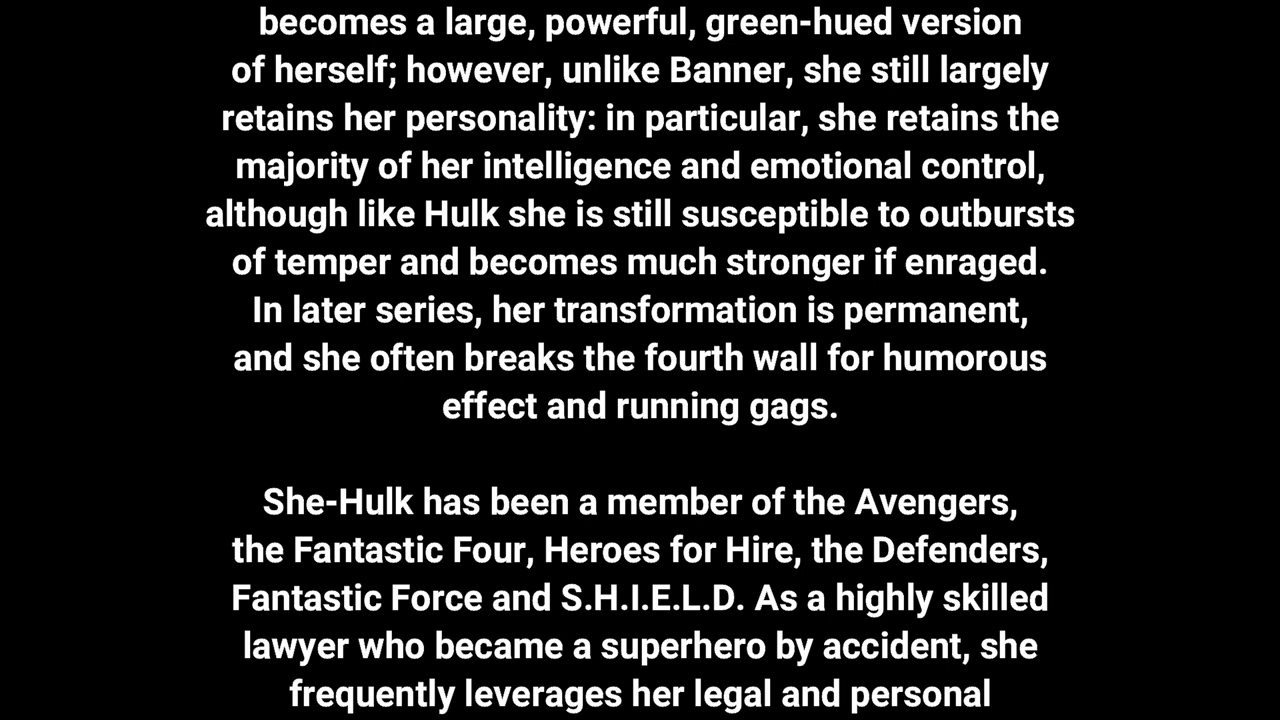 becomes a large, powerful, green-hued version
of herself; however, unlike Banner, she still largely
retains her personality: in particular, she retains the
majority of her intelligence and emotional control,
although like Hulk she is still susceptible to outbursts
of temper and becomes much stronger if enraged.
In later series, her transformation is permanent,
and she often breaks the fourth wall for humorous
effect and running gags.
She-Hulk has been a member of the Avengers,
the Fantastic Four, Heroes for Hire, the Defenders,
Fantastic Force and S.H.I.E.L.D. As a highly skilled
lawyer who became a superhero by accident, she
frequently leverages her legal and personal